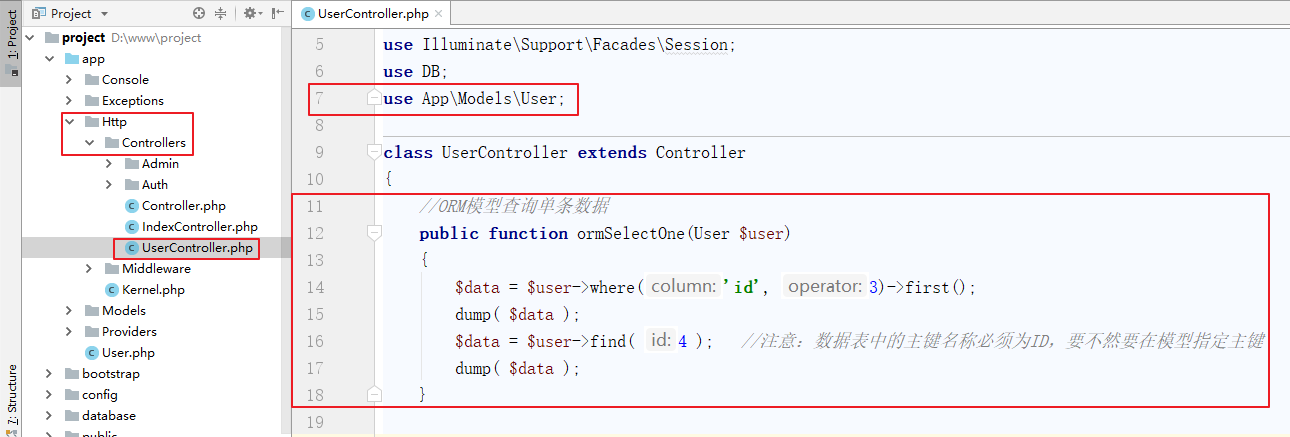 1: Project
7: Structure
Project
project D:\www\project
app
Console
Exceptions
Http
Controllers
Admin
Auth
Controller.php
IndexController.php
UserController.php
Middleware
Kernel.php
Models
Providers
User.php
bootstrap
config
database
public
UserController.php
5 use Illuminate\Support\Facades\Session;
6 use DB;
7 use App\Models\User;
8
9 class UserController extends Controller
10 {
11 //ORM模型查询单条数据
12 public function ormSelectOne(User $user)
13 {
14 $data = $user->where( column: 'id', operator: 3)->first();
15 dump( $data );
16 $data = $user->find( id: 4 ); //注意：数据表中的主键名称必须为ID，要不然要在模型指定主键
17 dump( $data );
18 }
19